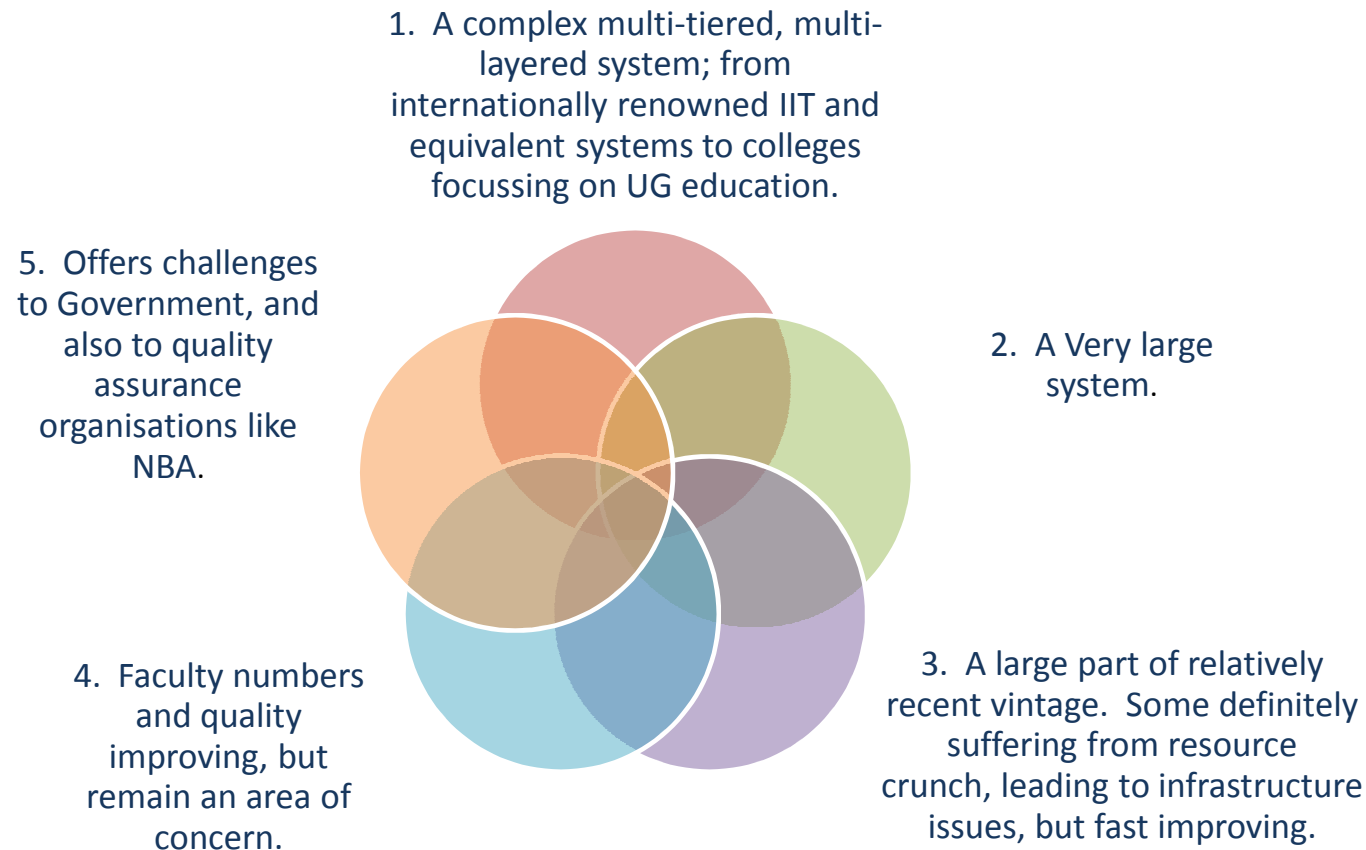 1. A complex multi-tiered, multi-
layered system; from
internationally renowned IIT and
equivalent systems to colleges
focussing on UG education.
2. A Very large
system.
3. A large part of relatively
recent vintage. Some definitely
suffering from resource
crunch, leading to infrastructure
issues, but fast improving.
4. Faculty numbers
and quality
improving, but
remain an area of
concern.
5. Offers challenges
to Government, and
also to quality
assurance
organisations like
NBA.